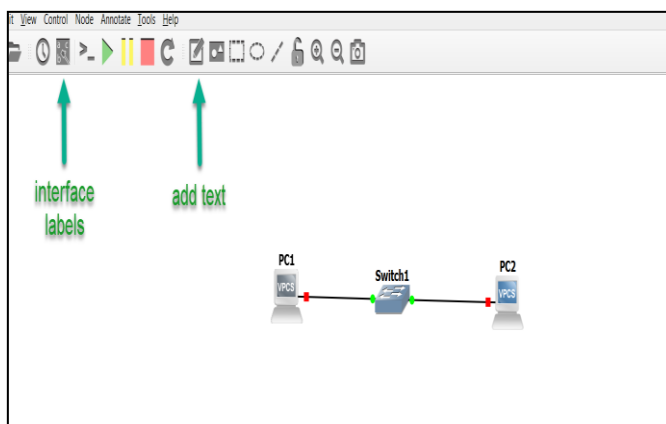 it View Control Node Annotate Tools Help
interface
labels
add text
PC1
Switch1
PC2
VPCS
VPCS